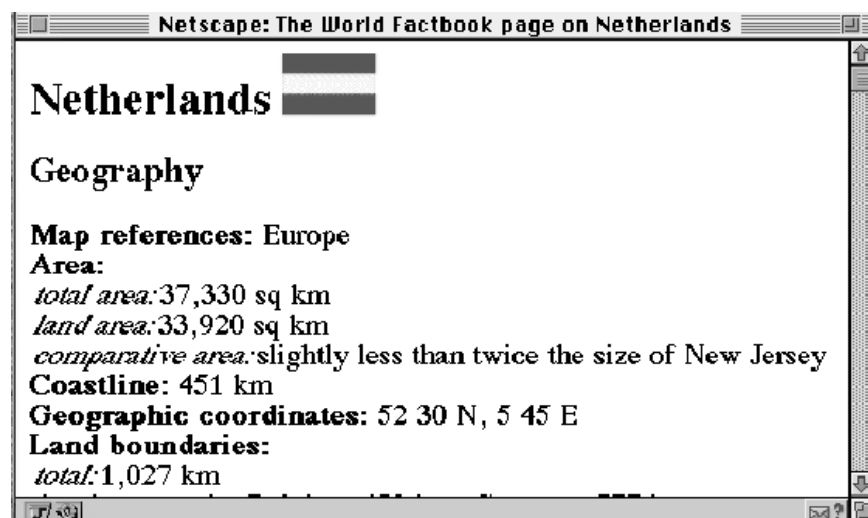 Netscape: The World Factbook page on Netherlands
Netherlands
Geography
Map references: Europe
Area:
total area:37,330 sq km
land area:33,920 sq km
comparative area:slightly less than twice the size of New Jersey
Coastline: 451 km
Geographic coordinates: 52 30 N, 5 45 E
Land boundaries:
total:1,027 km